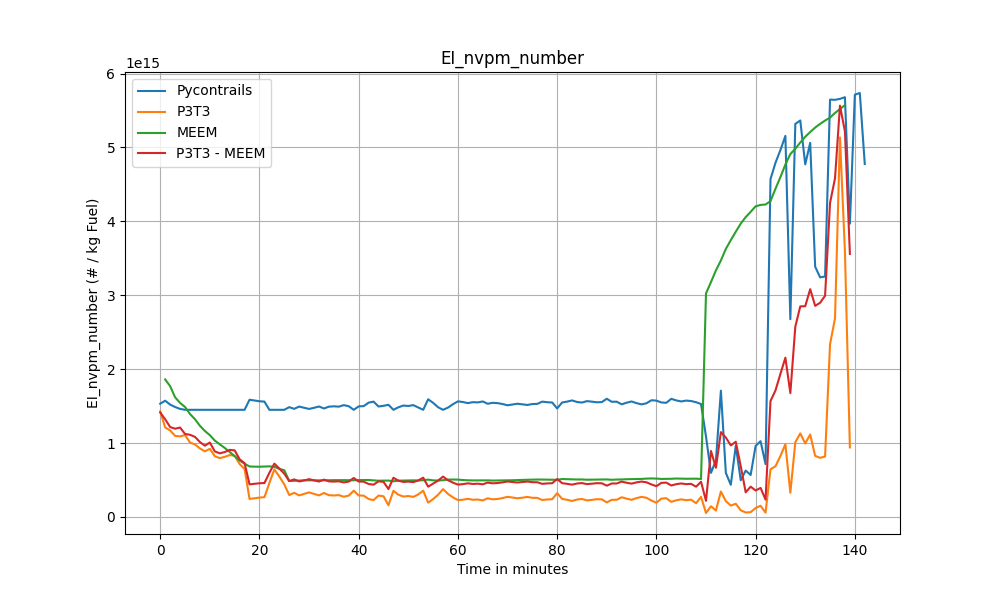 EI_nvpm_number
1e15
Pycontrails
P3T3
MEEM
P3T3 - MEEM
EI_nvpm_number (# / kg Fuel)
6
5
4
3
2
1
0
0 20 40 60 80 100 120 140
Time in minutes